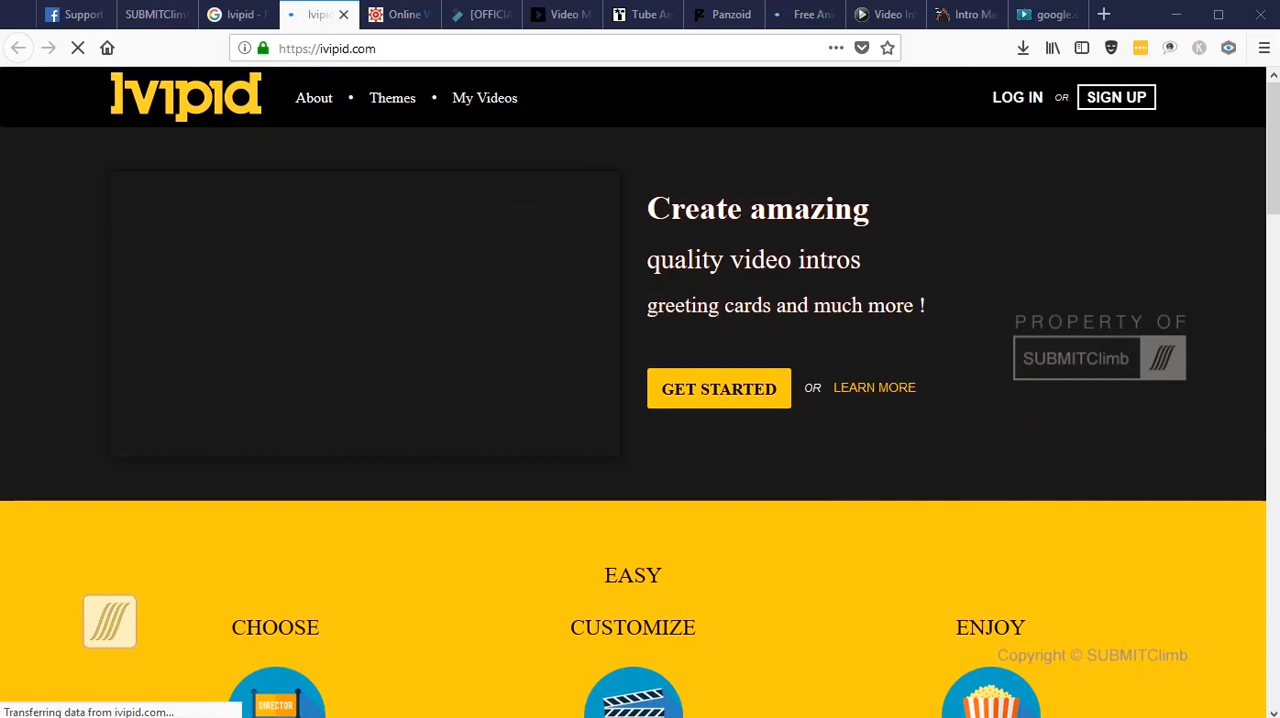 Support
SUBMITClim
Ivipid -
Ivipi
Online V
[OFFICIA
Video M
Tube Ar
Panzoid
Free Ani
Video In
Intro Ma
google.c
https://ivipid.com
Ivipid
About • Themes • My Videos
LOG IN OR SIGN UP
Create amazing
quality video intros
greeting cards and much more !
GET STARTED OR LEARN MORE
PROPERTY OF
SUBMITClimb
EASY
CHOOSE
CUSTOMIZE
ENJOY
Copyright © SUBMITClimb
DIRECTOR
Transferring data from ivipid.com...